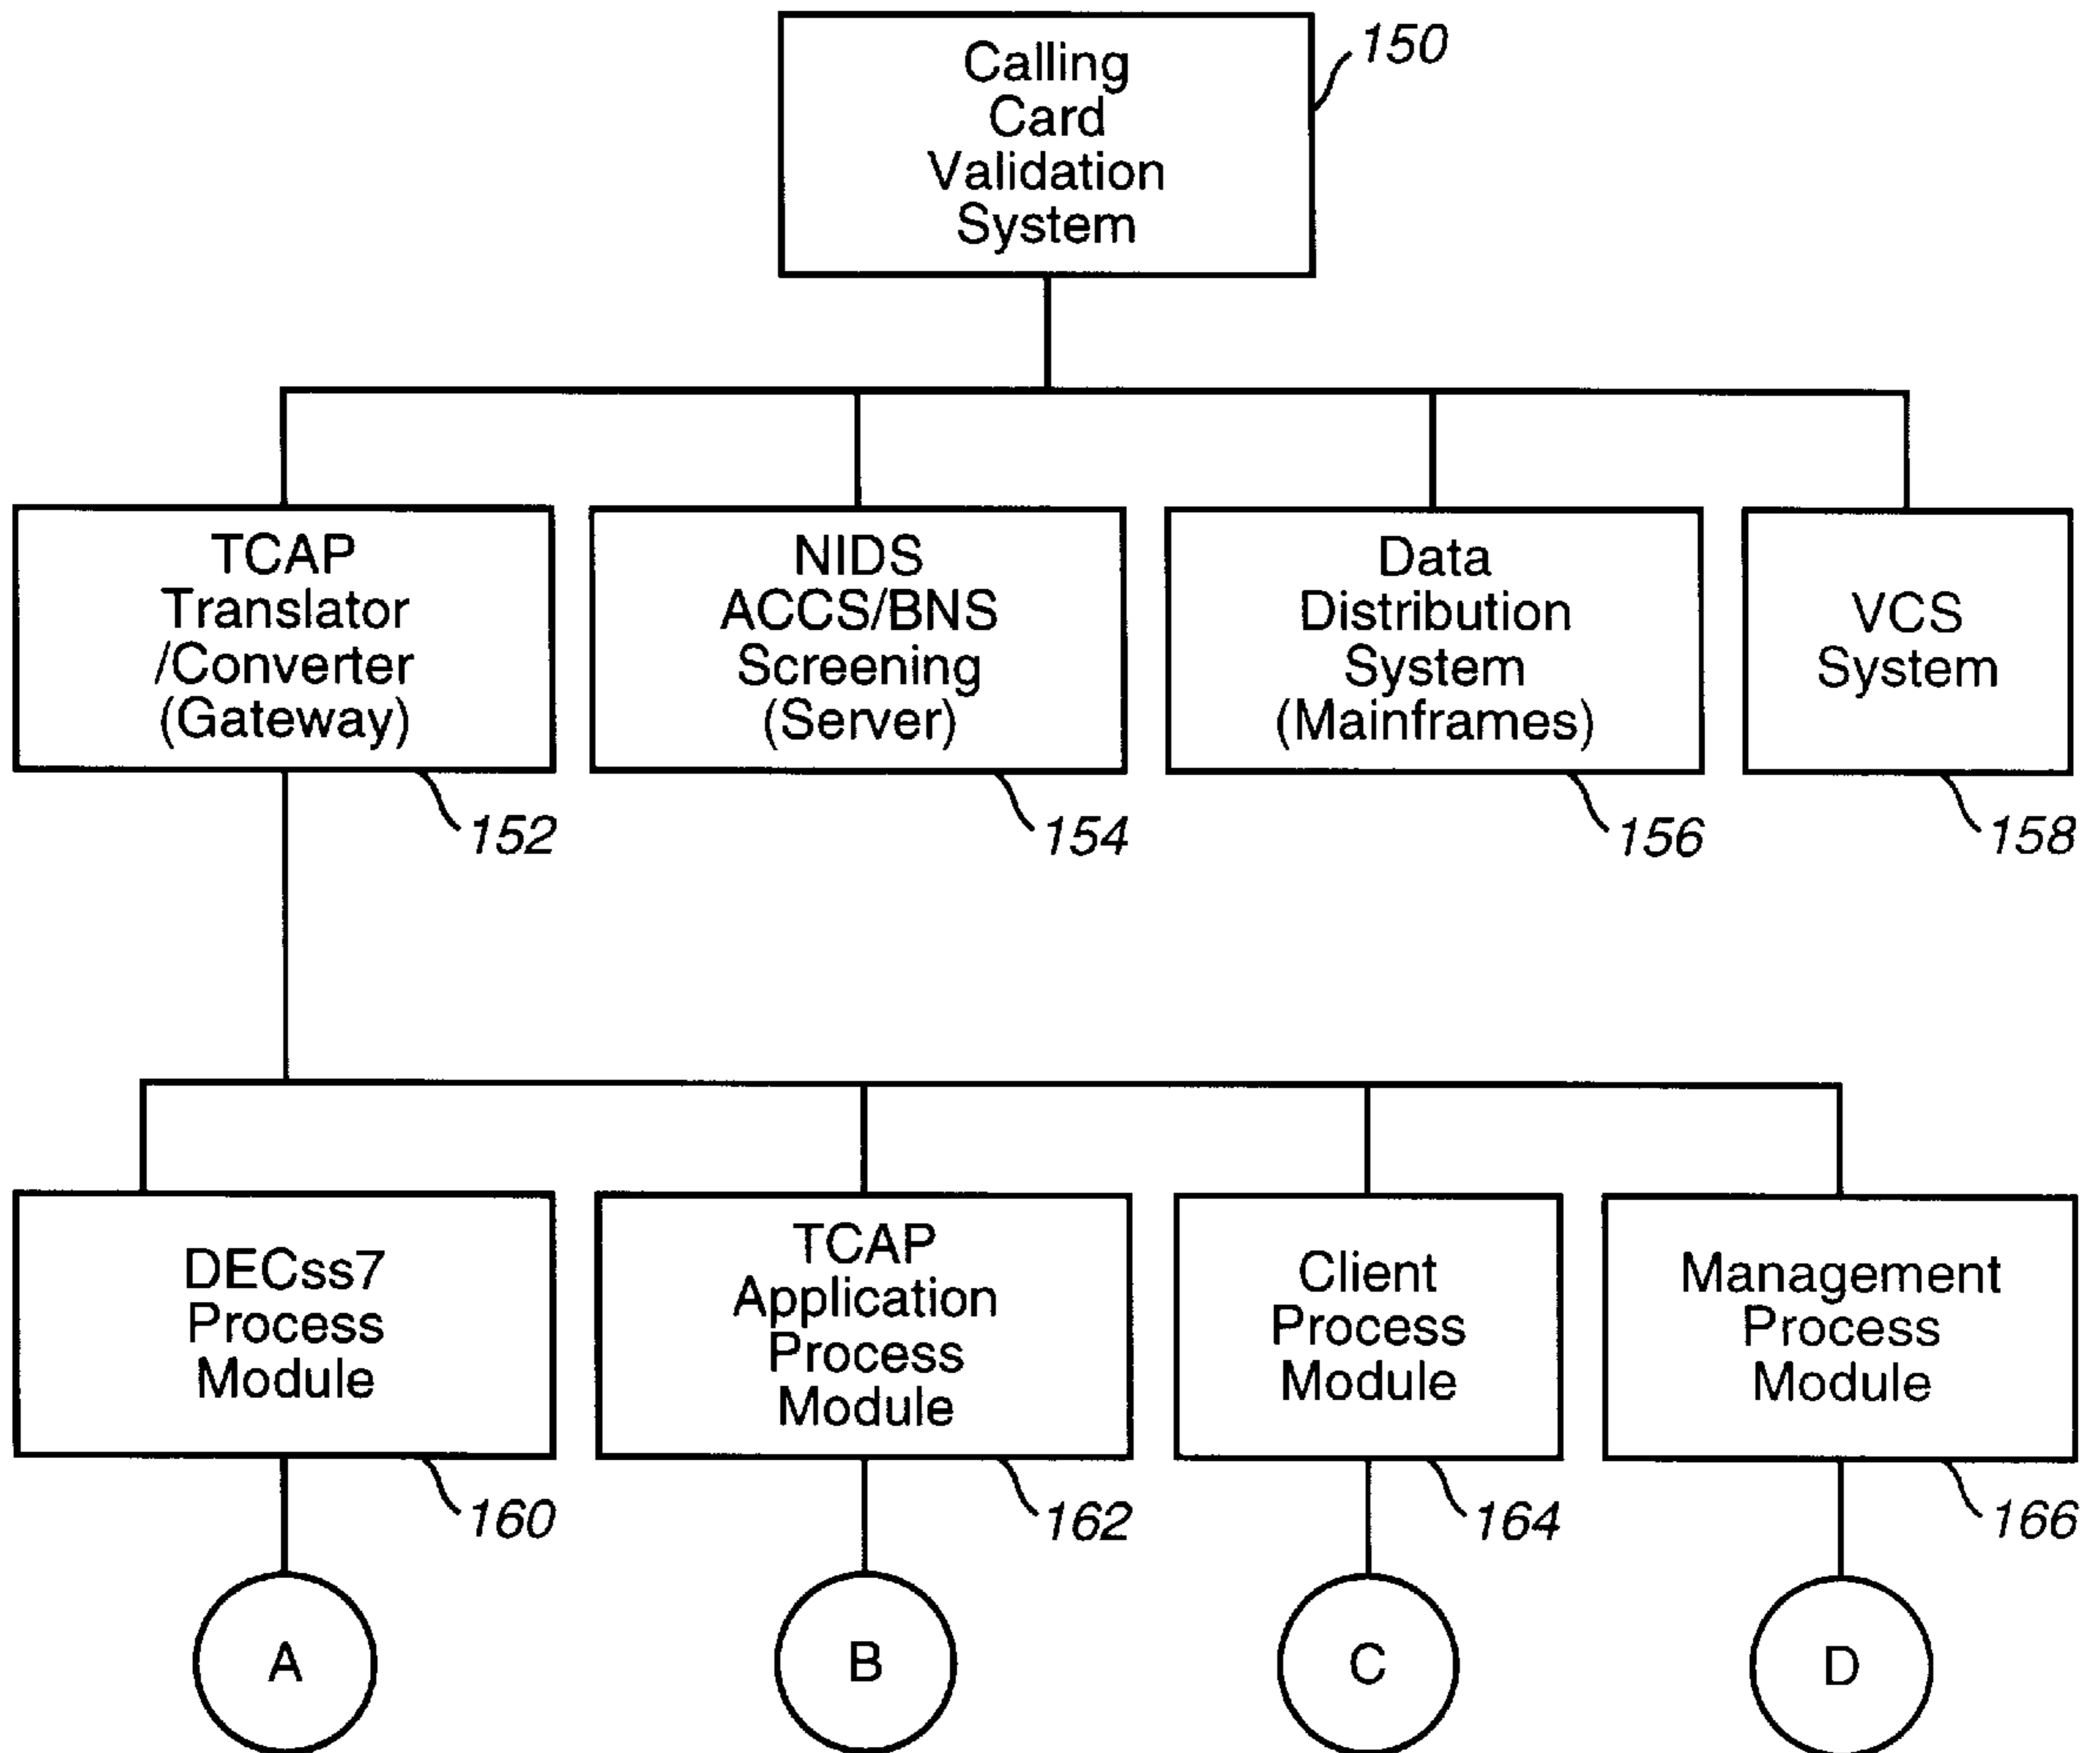 Calling
Card
Validation
System
150
TCAP
Translator
/Converter
(Gateway)
152
NIDS
ACCS/BNS
Screening
(Server)
154
Data
Distribution
System
(Mainframes)
156
VCS
System
158
DECss7
Process
Module
160
TCAP
Application
Process
Module
162
Client
Process
Module
164
Management
Process
Module
166
A
B
C
D